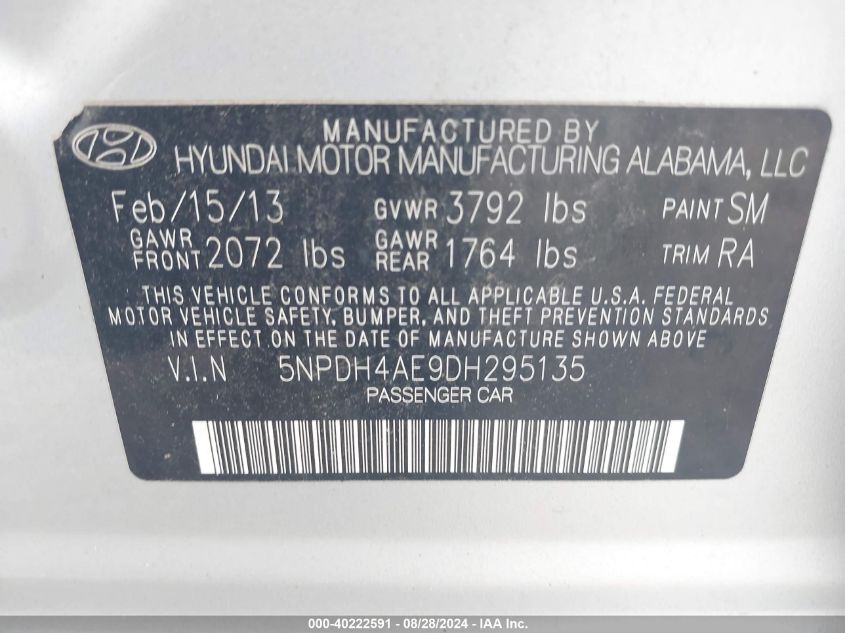 MANUFACTURED BY
HYUNDAI MOTOR MANUFACTURING ALABAMA, LLC
Feb/15/13 GVWR 3792 lbs PAINT SM
GAWR FRONT 2072 lbs GAWR REAR 1764 lbs TRIM RA
THIS VEHICLE CONFORMS TO ALL APPLICABLE U.S.A. FEDERAL
MOTOR VEHICLE SAFETY, BUMPER, AND THEFT PREVENTION STANDARDS
IN EFFECT ON THE DATE OF MANUFACTURE SHOWN ABOVE
V.I.N 5NPDH4AE9DH295135
PASSENGER CAR
000-40222591 - 08/28/2024 - IAA Inc.